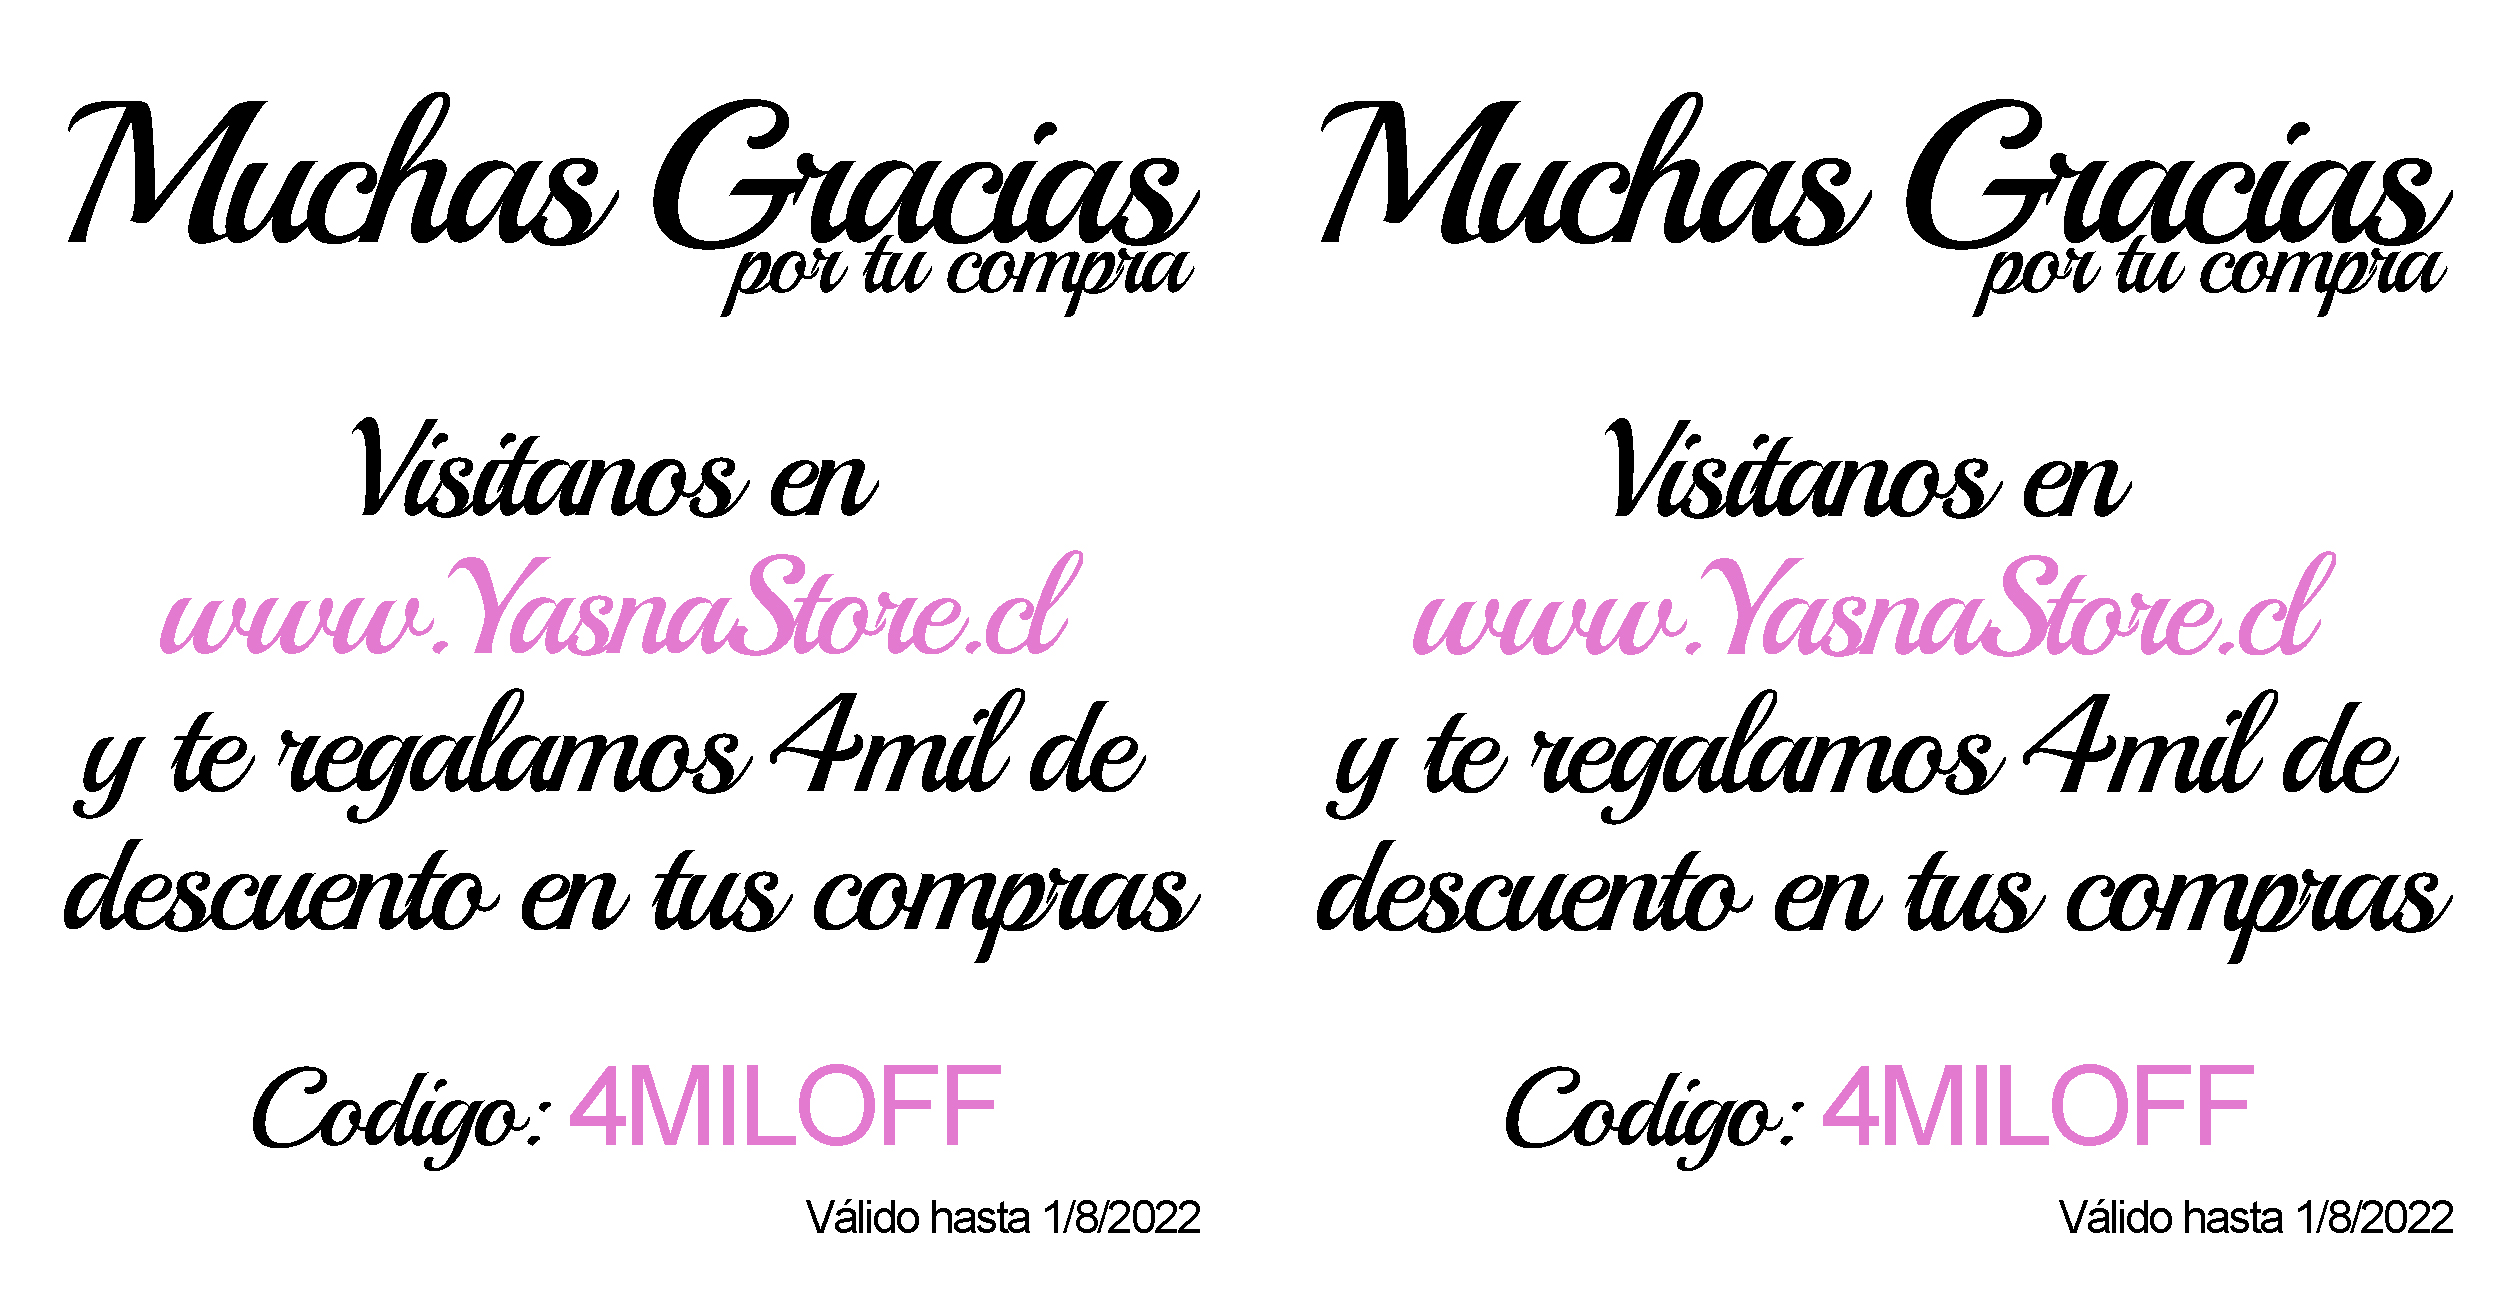 Muchas Gracias
por tu compra
Visitanos en
www.YasnaStore.cl
y te regalamos 4mil de
descuento en tus compras
Codigo: 4MILOFF
Válido hasta 1/8/2022
Muchas Gracias
por tu compra
Visitanos en
www.YasnaStore.cl
y te regalamos 4mil de
descuento en tus compras
Codigo: 4MILOFF
Válido hasta 1/8/2022